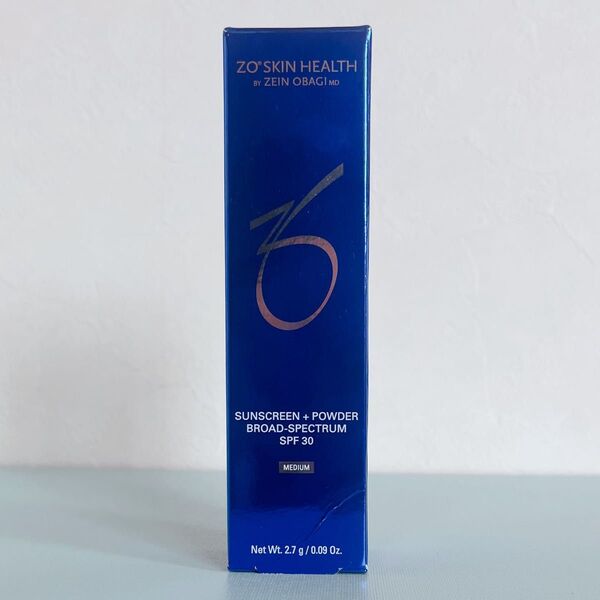 ZO® SKIN HEALTH
BY ZEIN OBAGI MD
SUNSCREEN + POWDER
BROAD-SPECTRUM
SPF 30
MEDIUM
Net Wt. 2.7 g / 0.09 Oz.